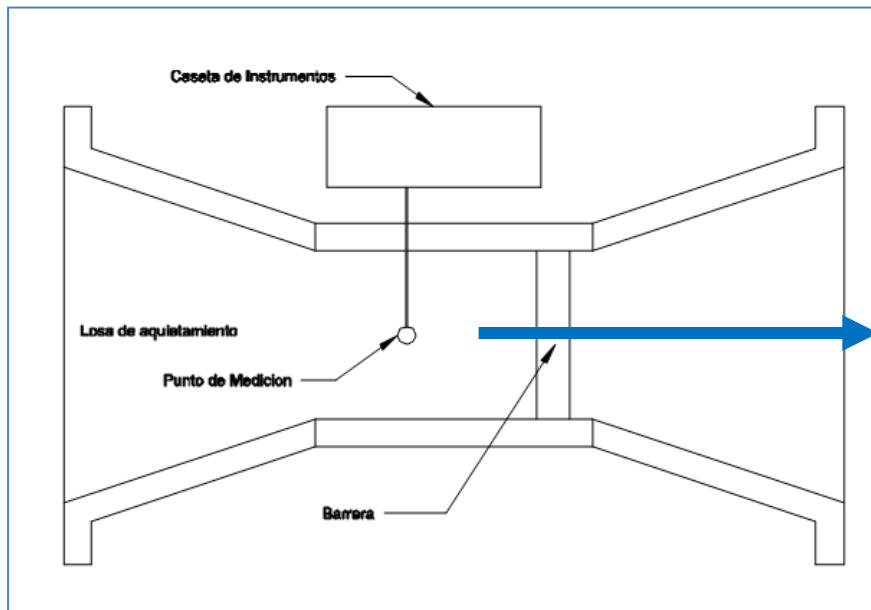 Caseta de Instrumentos
Losa de aquietamiento
Punto de Medicion
Barrera